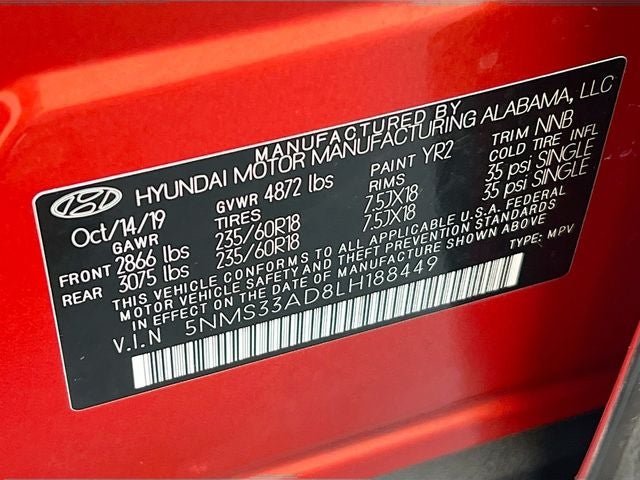 MANUFACTURED BY
HYUNDAI MOTOR MANUFACTURING ALABAMA, LLC
Oct/14/19 GVWR 4872 lbs PAINT YR2 TRIM NNB
GAWR TIRES RIMS COLD TIRE INFL
FRONT 2866 lbs 235/60R18 7.5JX18 35 psi SINGLE
REAR 3075 lbs 235/60R18 7.5JX18 35 psi SINGLE
THIS VEHICLE CONFORMS TO ALL APPLICABLE U.S.A. FEDERAL
MOTOR VEHICLE SAFETY AND THEFT PREVENTION STANDARDS
IN EFFECT ON THE DATE OF MANUFACTURE SHOWN ABOVE.
V.I.N 5NMS33AD8LH188449 TYPE: MPV